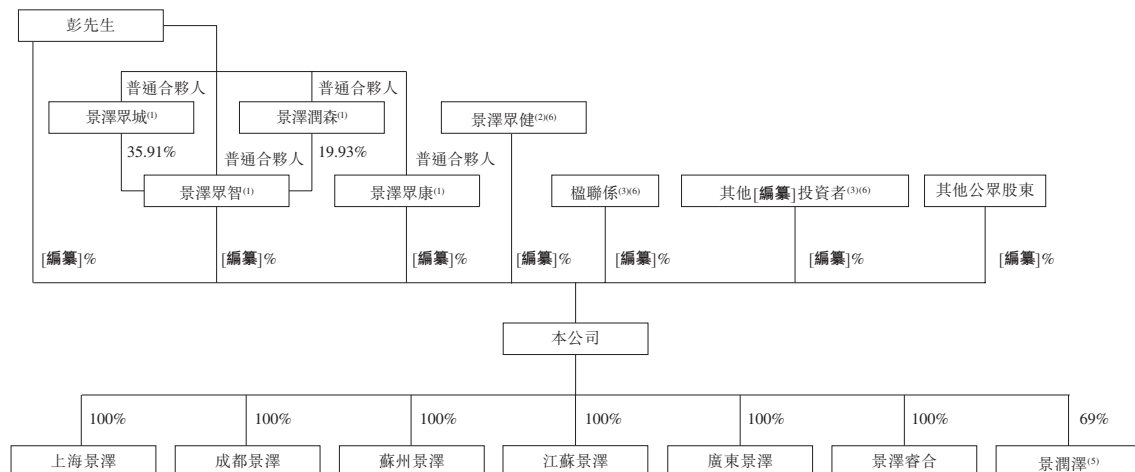 彭先生
普通合夥人
普通合夥人
景澤眾城(1)
景澤潤森(1)
景澤眾健(2)(6)
35.91%
普通合夥人
19.93%
普通合夥人
景澤眾智(1)
景澤眾康(1)
楹聯係(3)(6)
其他[編纂]投資者(3)(6)
其他公眾股東
[編纂]%
[編纂]%
[編纂]%
[編纂]%
[編纂]%
[編纂]%
[編纂]%
本公司
100%
100%
100%
100%
100%
100%
69%
上海景澤
成都景澤
蘇州景澤
江蘇景澤
廣東景澤
景澤睿合
景潤澤(5)